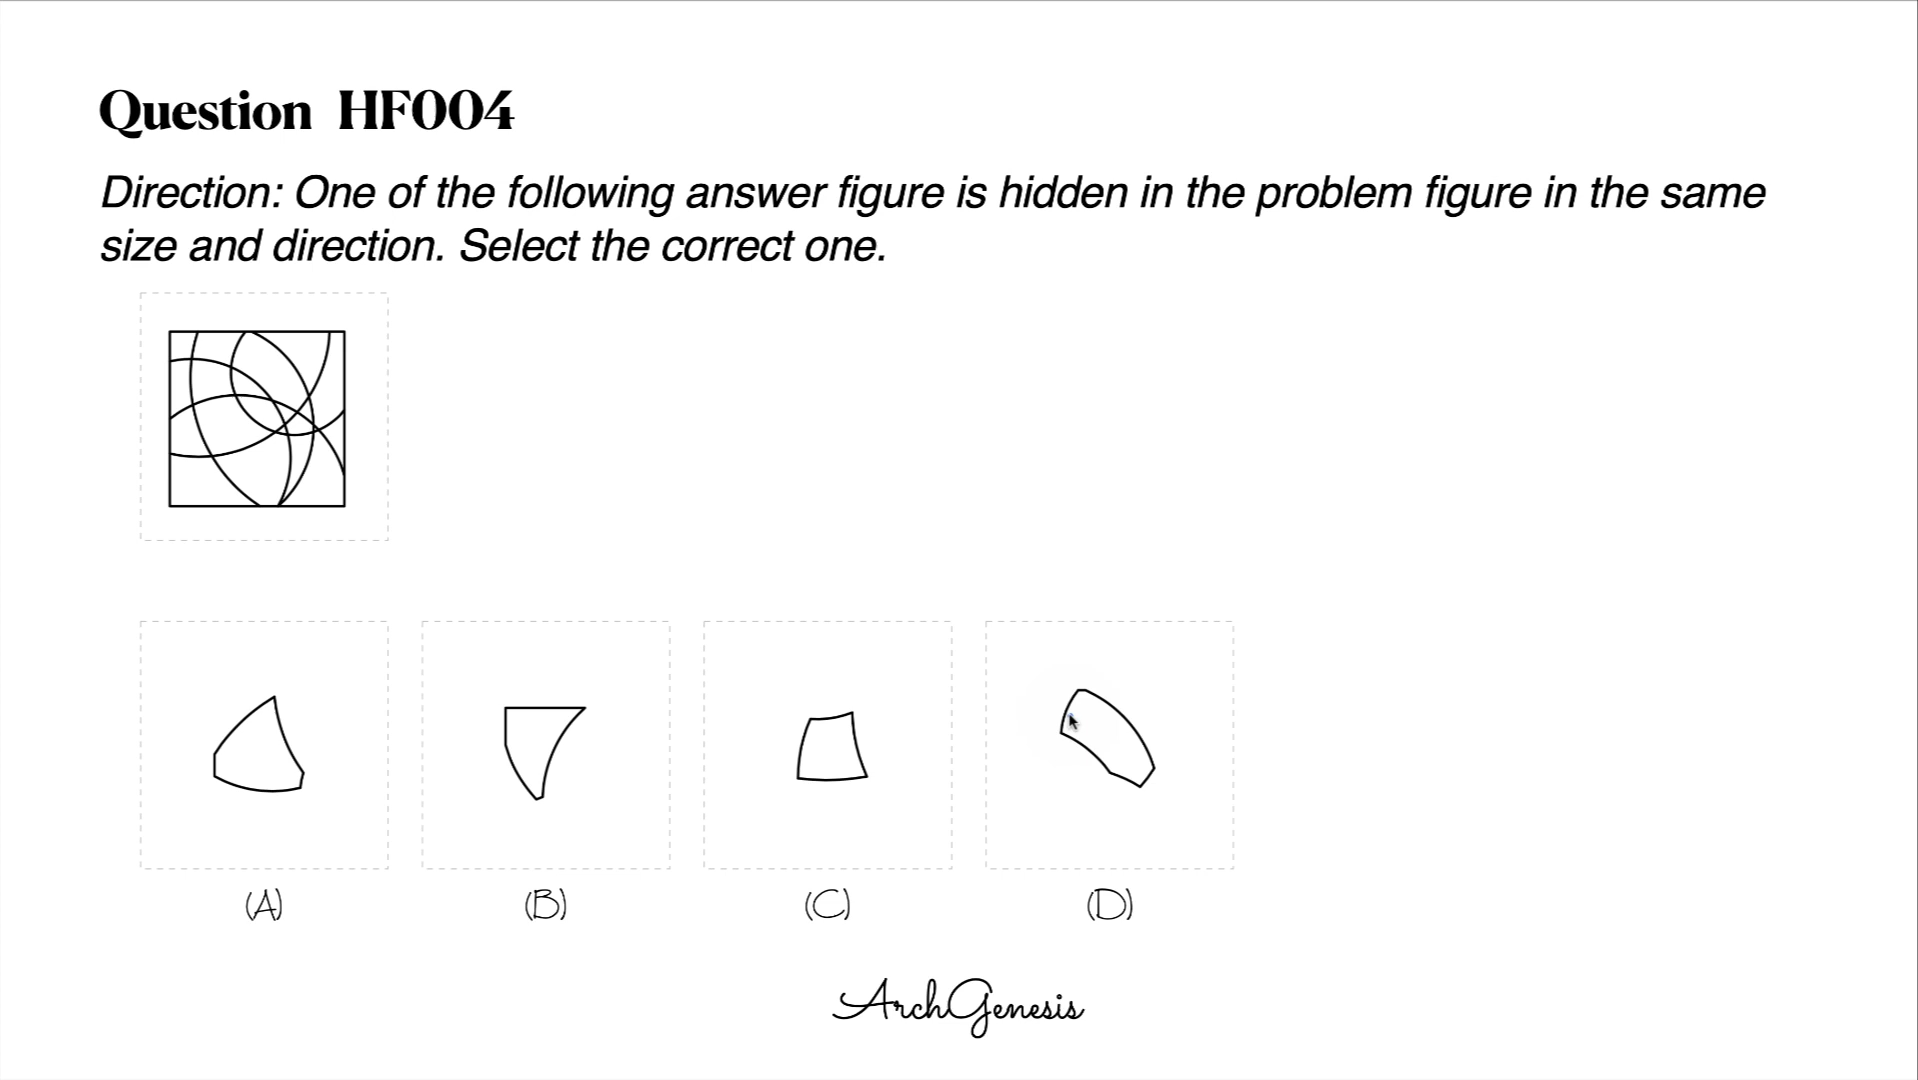 Question HF004
Direction: One of the following answer figure is hidden in the problem figure in the same
size and direction. Select the correct one.
(A) (B) (C) (D)
ArchGenesis